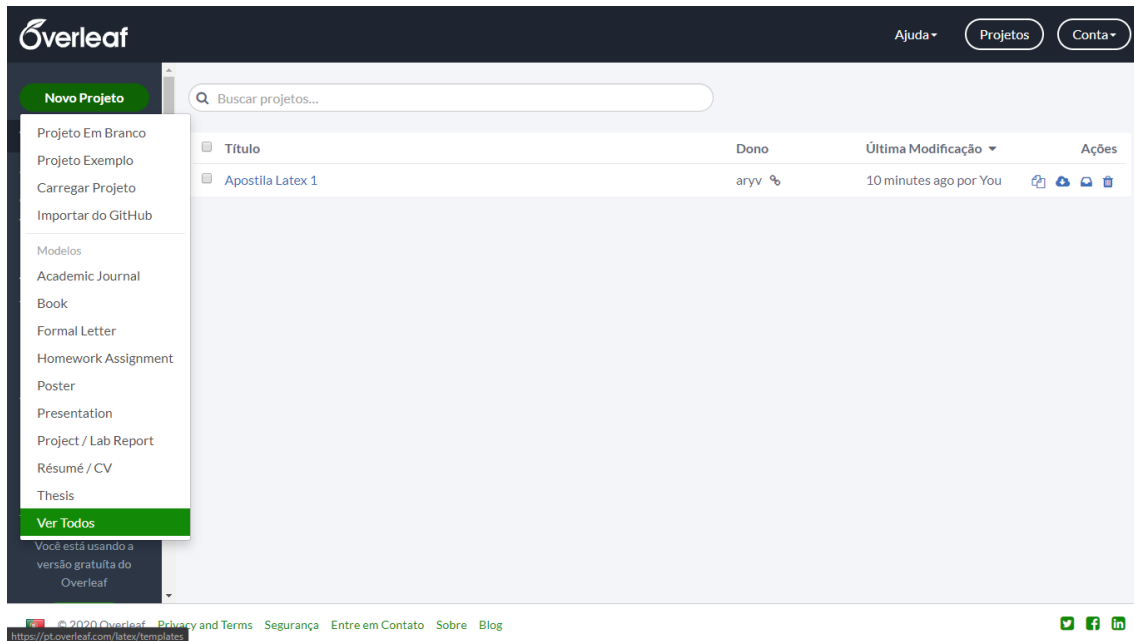 Overleaf
Ajuda
Projetos
Conta
Novo Projeto
Buscar projetos...
Projeto Em Branco
Projeto Exemplo
Carregar Projeto
Importar do GitHub
Modelos
Academic Journal
Book
Formal Letter
Homework Assignment
Poster
Presentation
Project / Lab Report
Résumé / CV
Thesis
Ver Todos
Título Dono Última Modificação Ações
Apostila Latex 1 aryv 10 minutes ago por You
Você está usando a
versão gratuíta do
Overleaf
© 2020 Overleaf Privacy and Terms Segurança Entre em Contato Sobre Blog
https://pt.overleaf.com/latex/templates